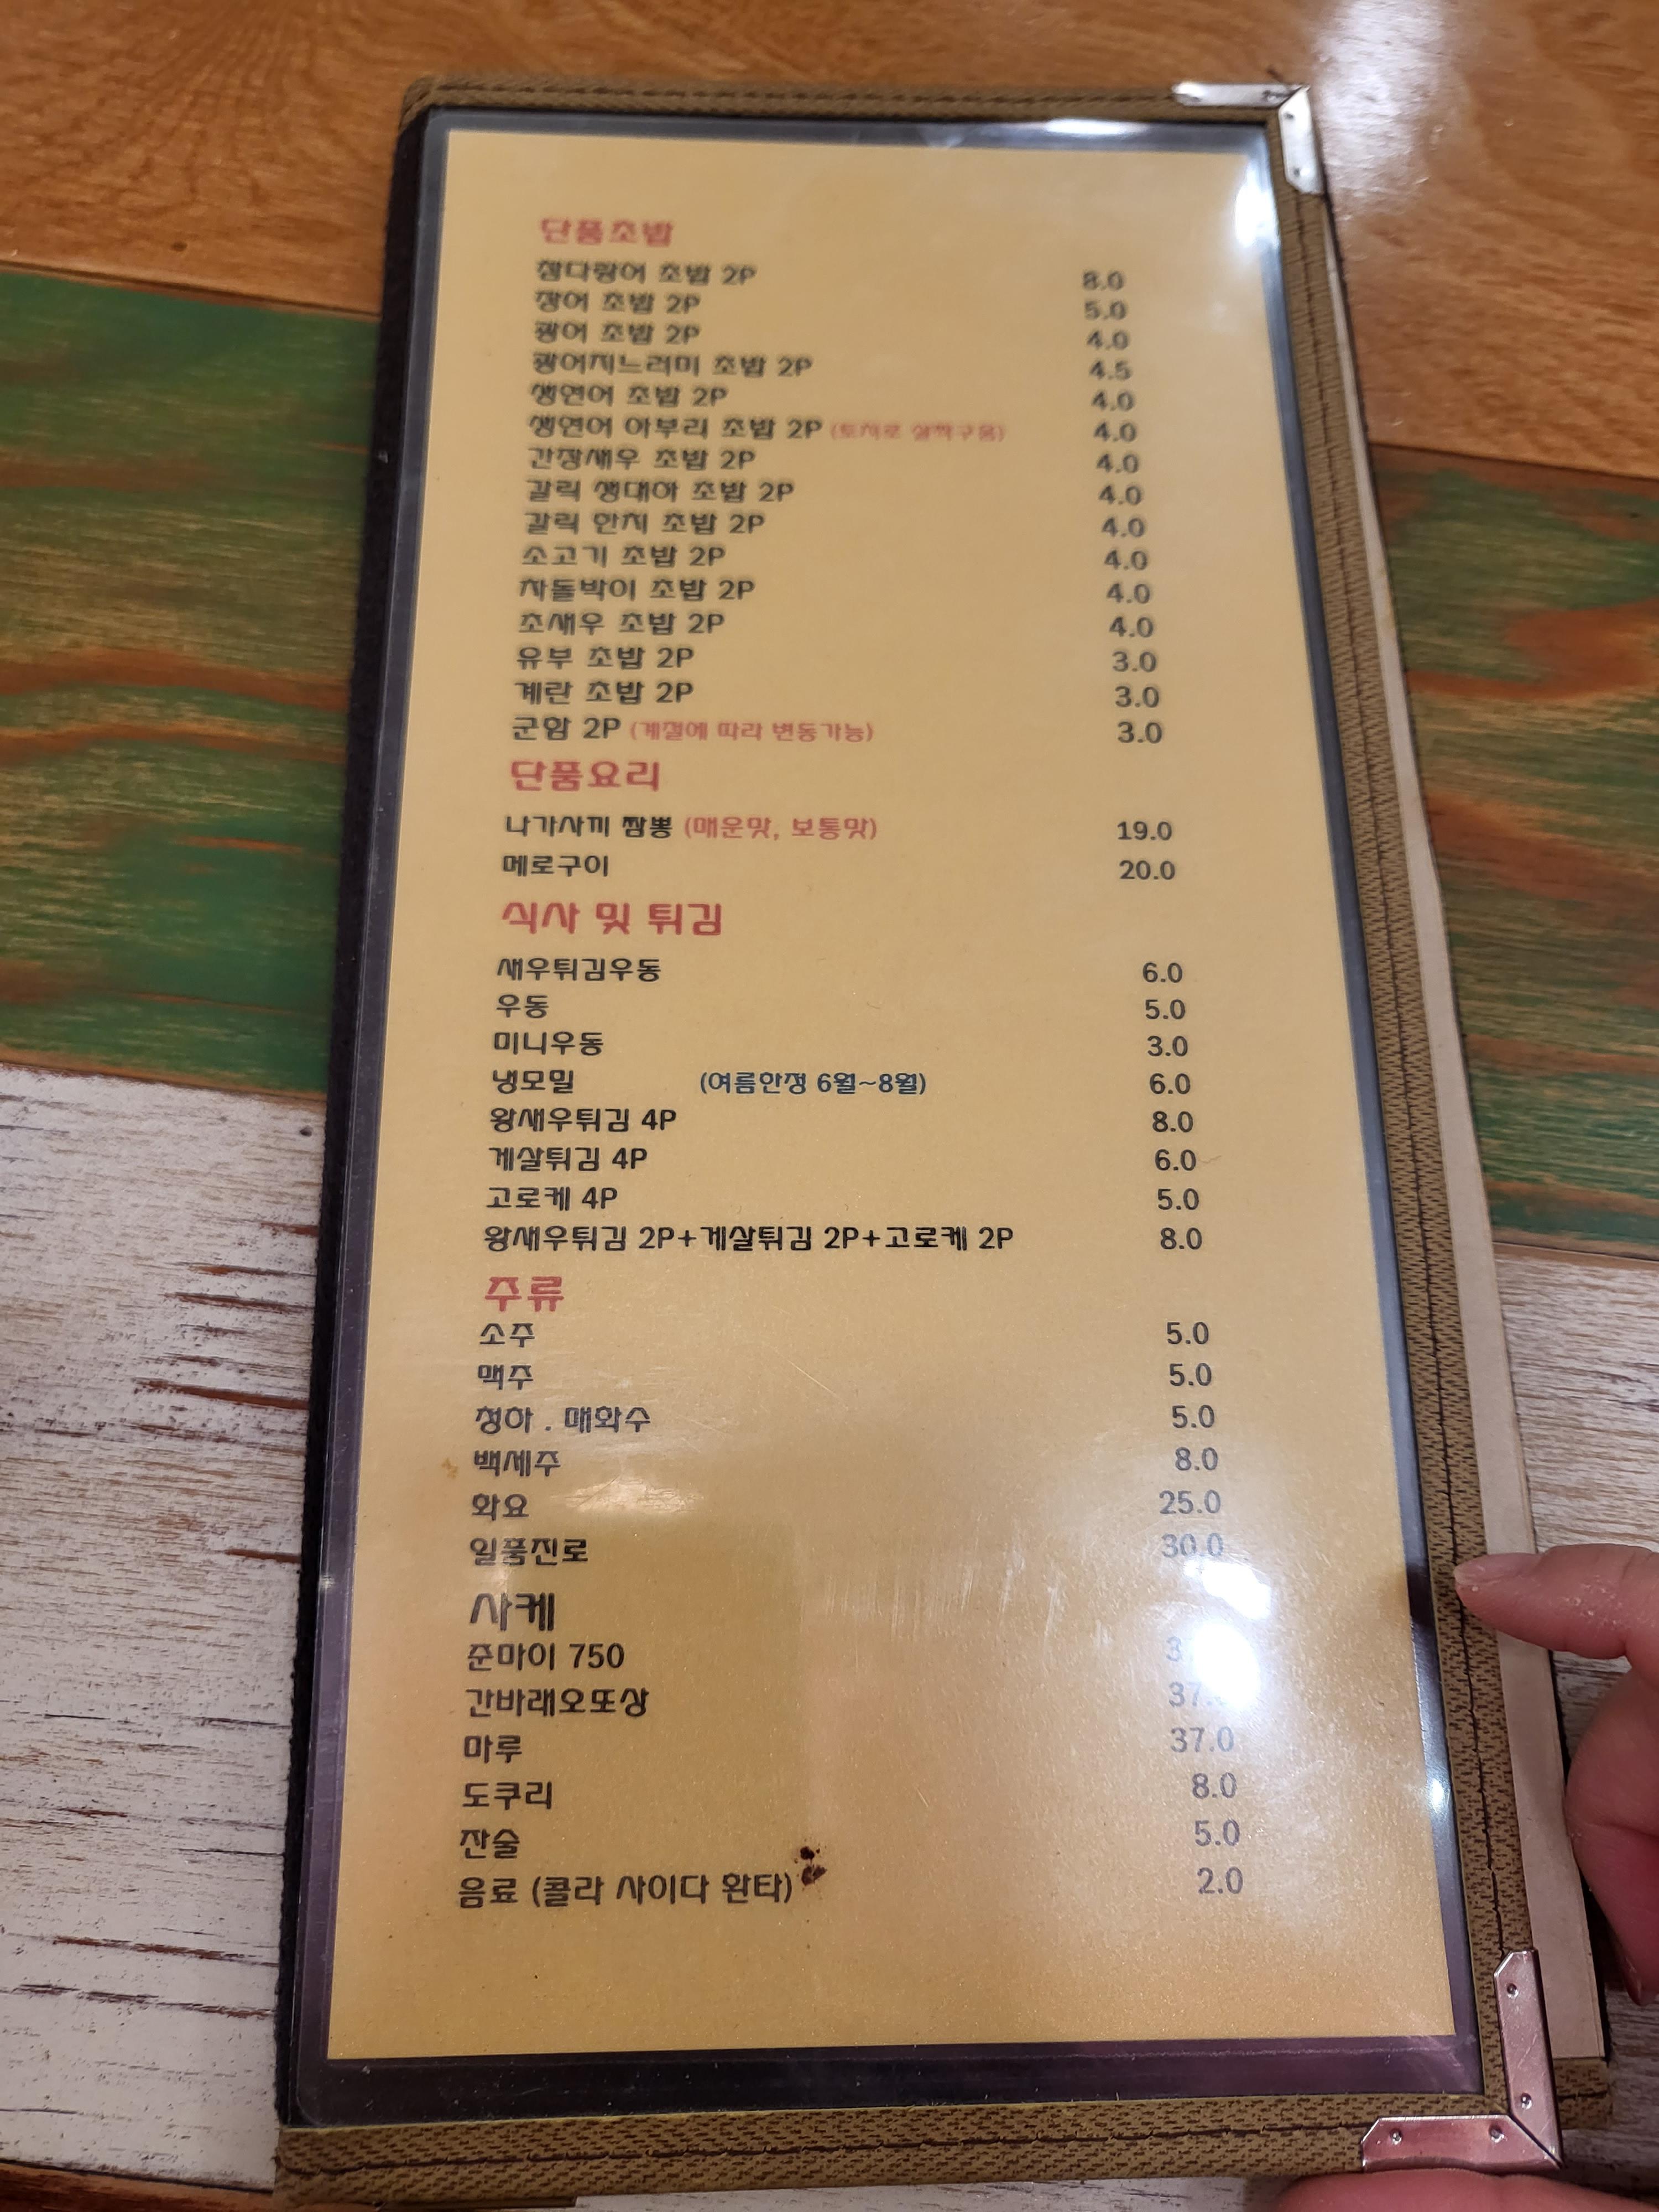 단품초밥
참다랑어 초밥 2P 8.0
장어 초밥 2P 5.0
광어 초밥 2P 4.0
광어지느러미 초밥 2P 4.5
생연어 초밥 2P 4.0
생연어 아부리 초밥 2P (토치로 살짝구움) 4.0
간장새우 초밥 2P 4.0
갈릭 생대하 초밥 2P 4.0
갈릭 한치 초밥 2P 4.0
소고기 초밥 2P 4.0
차돌박이 초밥 2P 4.0
초새우 초밥 2P 4.0
유부 초밥 2P 3.0
계란 초밥 2P 3.0
군함 2P (계절에 따라 변동가능) 3.0
단품요리
나가사끼 짬뽕 (매운맛, 보통맛) 19.0
메로구이 20.0
식사 및 튀김
새우튀김우동 6.0
우동 5.0
미니우동 3.0
냉모밀 (여름한정 6월~8월) 6.0
왕새우튀김 4P 8.0
게살튀김 4P 6.0
고로케 4P 5.0
왕새우튀김 2P+게살튀김 2P+고로케 2P 8.0
주류
소주 5.0
맥주 5.0
청하 . 매화수 5.0
백세주 8.0
화요 25.0
일품진로 30.0
사케
준마이 750
간바래오또상
마루 37.0
도쿠리 8.0
잔술 5.0
음료 (콜라 사이다 환타) 2.0